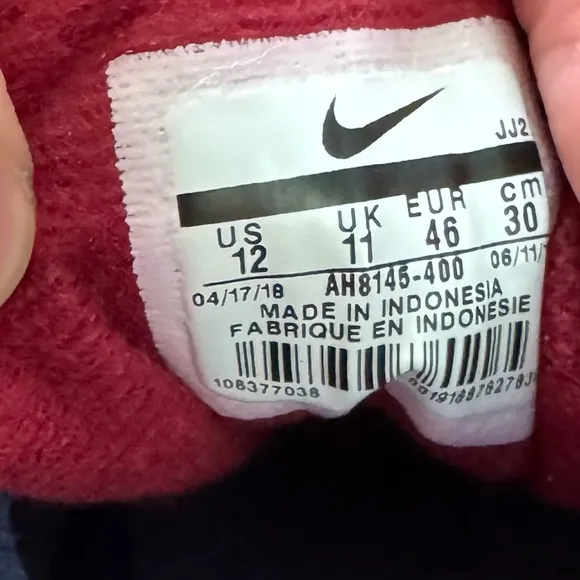 JJ2
US UK EUR cm
12 11 46 30
04/17/18 AH8145-400 06/11/
MADE IN INDONESIA
FABRIQUE EN INDONESIE
108377038